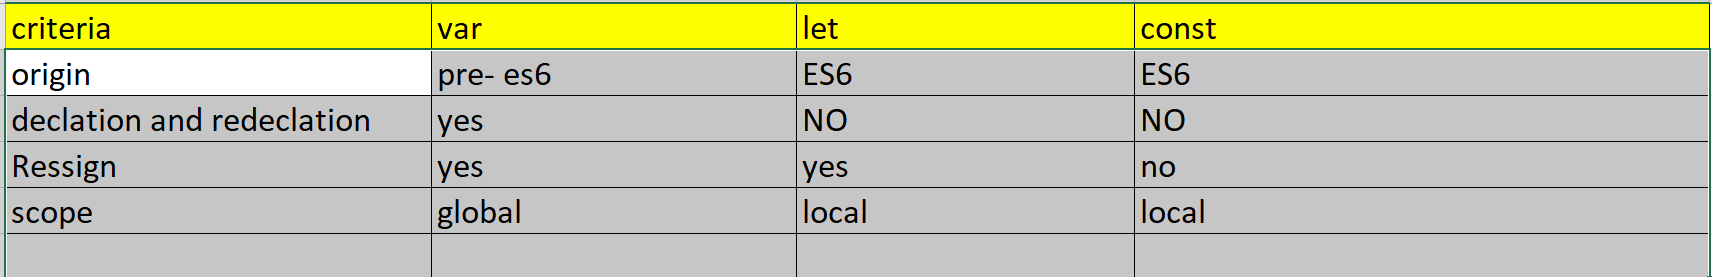 criteria var let const
origin pre- es6 ES6 ES6
declation and redeclation yes NO NO
Ressign yes yes no
scope global local local